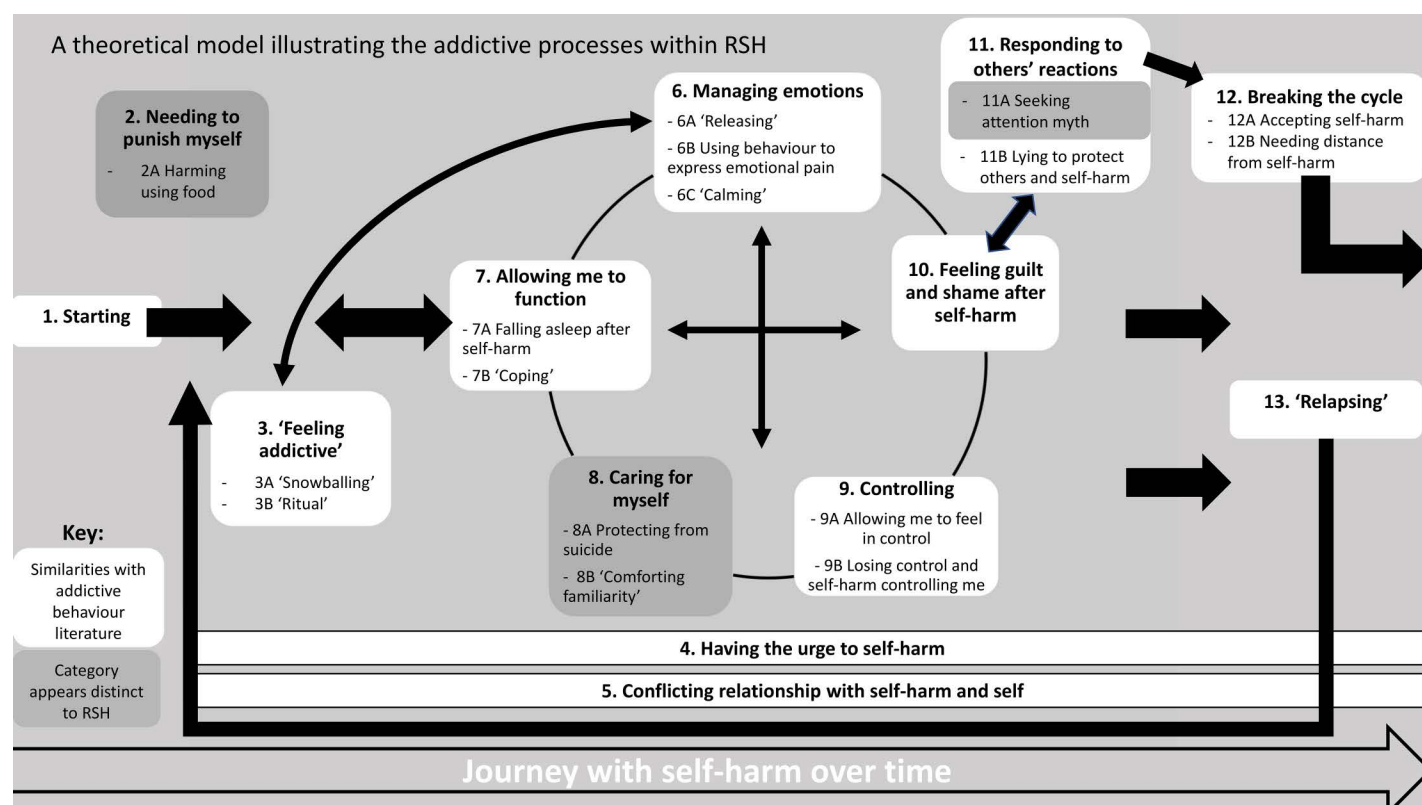 A theoretical model illustrating the addictive processes within RSH
2. Needing to
punish myself
- 2A Harming
using food
6. Managing emotions
- 6A ‘Releasing’
- 6B Using behaviour to
express emotional pain
- 6C ‘Calming’
11. Responding to
others’ reactions
- 11A Seeking
attention myth
- 11B Lying to protect
others and self-harm
12. Breaking the cycle
- 12A Accepting self-harm
- 12B Needing distance
from self-harm
1. Starting
7. Allowing me to
function
- 7A Falling asleep after
self-harm
- 7B ‘Coping’
10. Feeling guilt
and shame after
self-harm
3. ‘Feeling
addictive’
- 3A ‘Snowballing’
- 3B ‘Ritual’
13. ‘Relapsing’
8. Caring for
myself
- 8A Protecting from
suicide
- 8B ‘Comforting
familiarity’
9. Controlling
- 9A Allowing me to feel
in control
- 9B Losing control and
self-harm controlling me
Key:
Similarities with
addictive
behaviour
literature
Category
appears distinct
to RSH
4. Having the urge to self-harm
5. Conflicting relationship with self-harm and self
Journey with self-harm over time